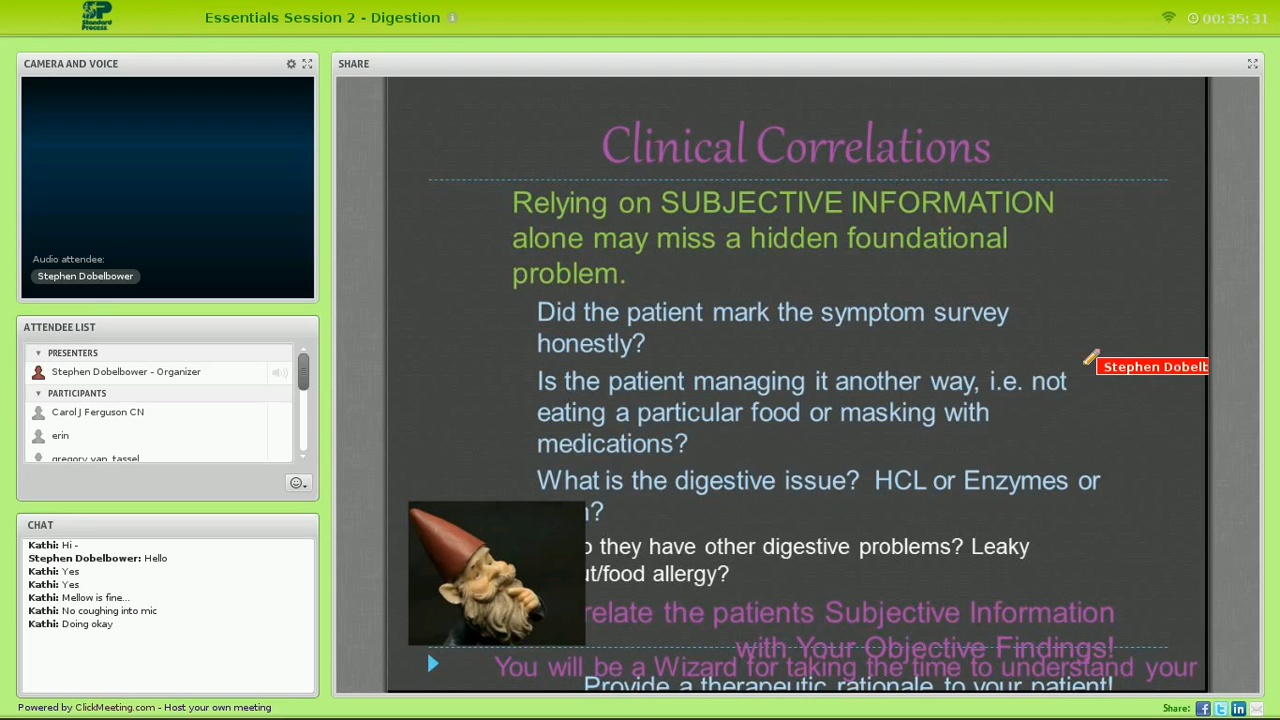 Standard
Process
Essentials Session 2 - Digestion
00:35:31
CAMERA AND VOICE
Audio attendee:
Stephen Dobelbower
ATTENDEE LIST
PRESENTERS
Stephen Dobelbower - Organizer
PARTICIPANTS
Carol J Ferguson CN
erin
gregory van_tassel
CHAT
Kathi: Hi -
Stephen Dobelbower: Hello
Kathi: Yes
Kathi: Yes
Kathi: Mellow is fine...
Kathi: No coughing into mic
Kathi: Doing okay
SHARE
Clinical Correlations
Relying on SUBJECTIVE INFORMATION
alone may miss a hidden foundational
problem.
Did the patient mark the symptom survey
honestly?
Is the patient managing it another way, i.e. not
eating a particular food or masking with
medications?
What is the digestive issue? HCL or Enzymes or
?
they have other digestive problems? Leaky
/food allergy?
relate the patients Subjective Information
with Your Objective Findings!
You will be a Wizard for taking the time to understand your
Provide a therapeutic rationale to your patient!
Stephen Dobelb
Powered by ClickMeeting.com - Host your own meeting
Share: